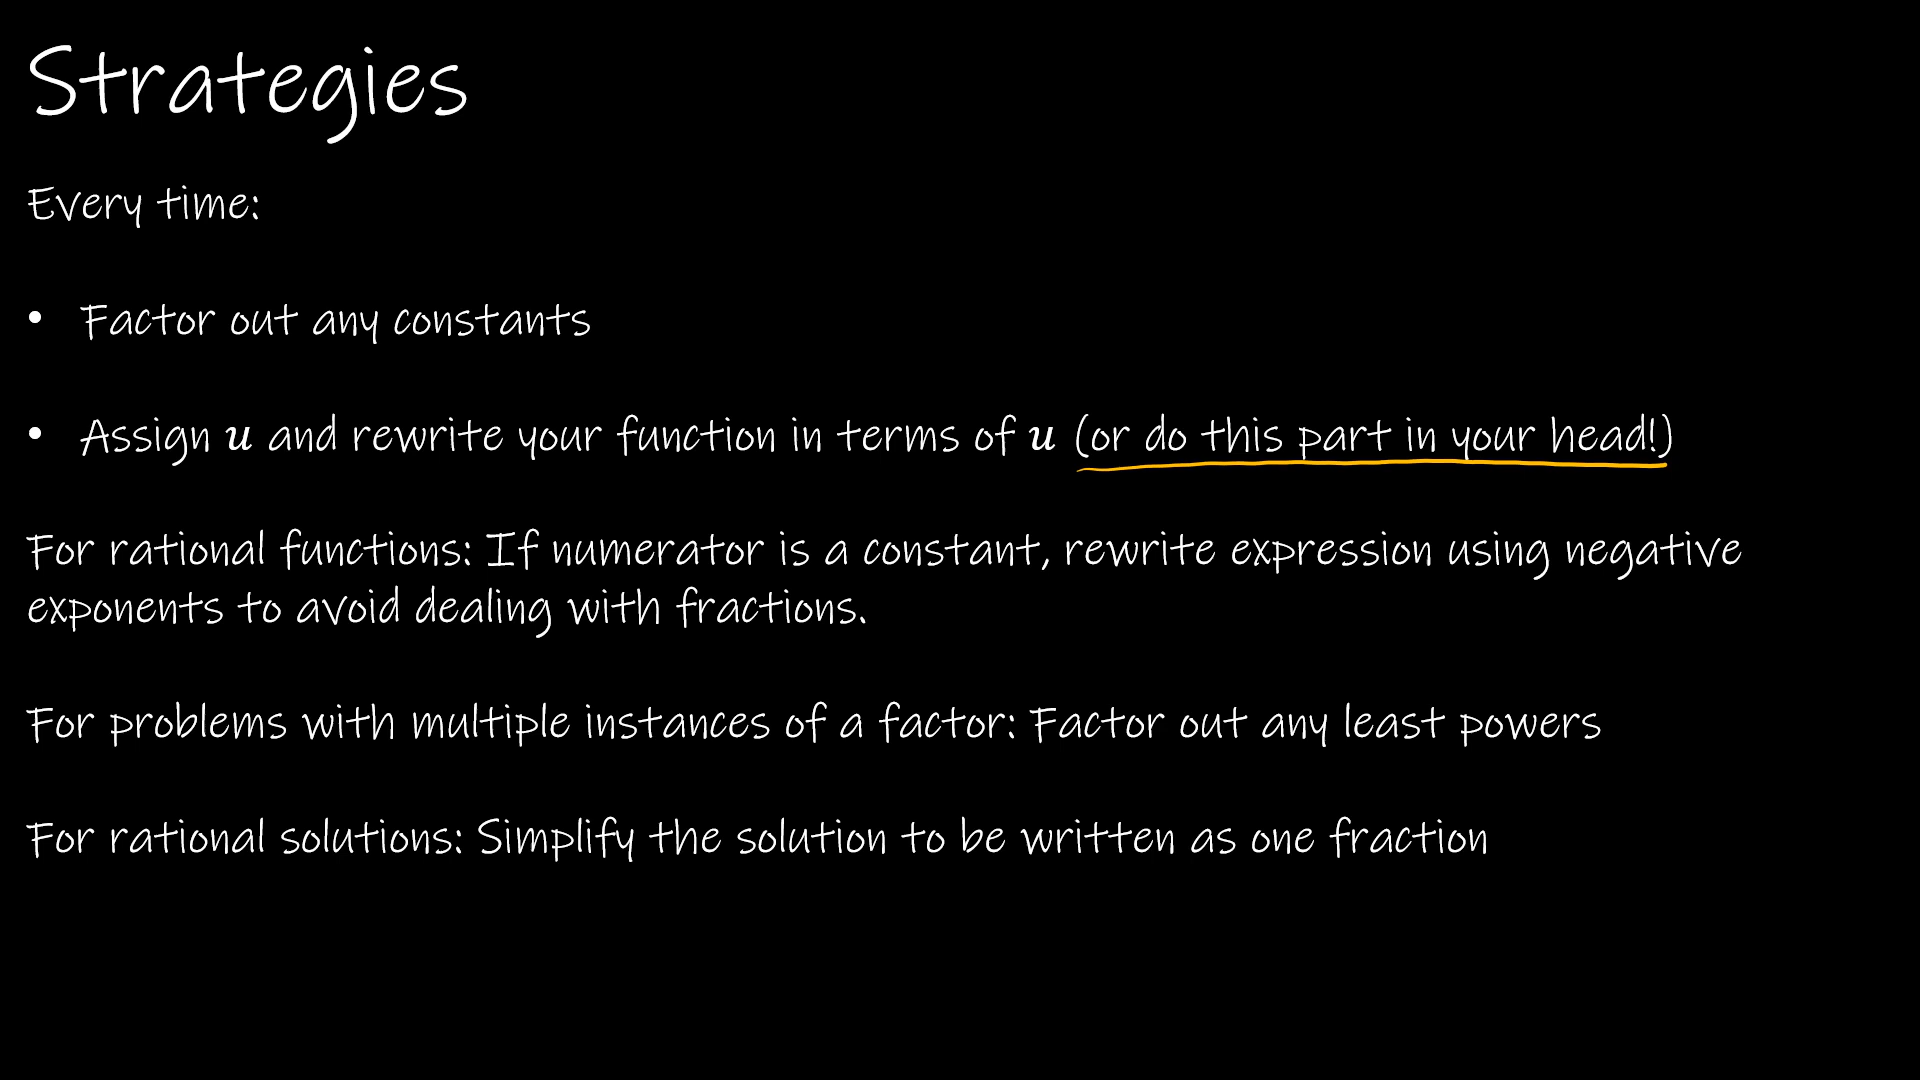 Strategies
Every time:
• Factor out any constants
• Assign u and rewrite your function in terms of u (or do this part in your head!)
For rational functions: If numerator is a constant, rewrite expression using negative
exponents to avoid dealing with fractions.
For problems with multiple instances of a factor: Factor out any least powers
For rational solutions: Simplify the solution to be written as one fraction